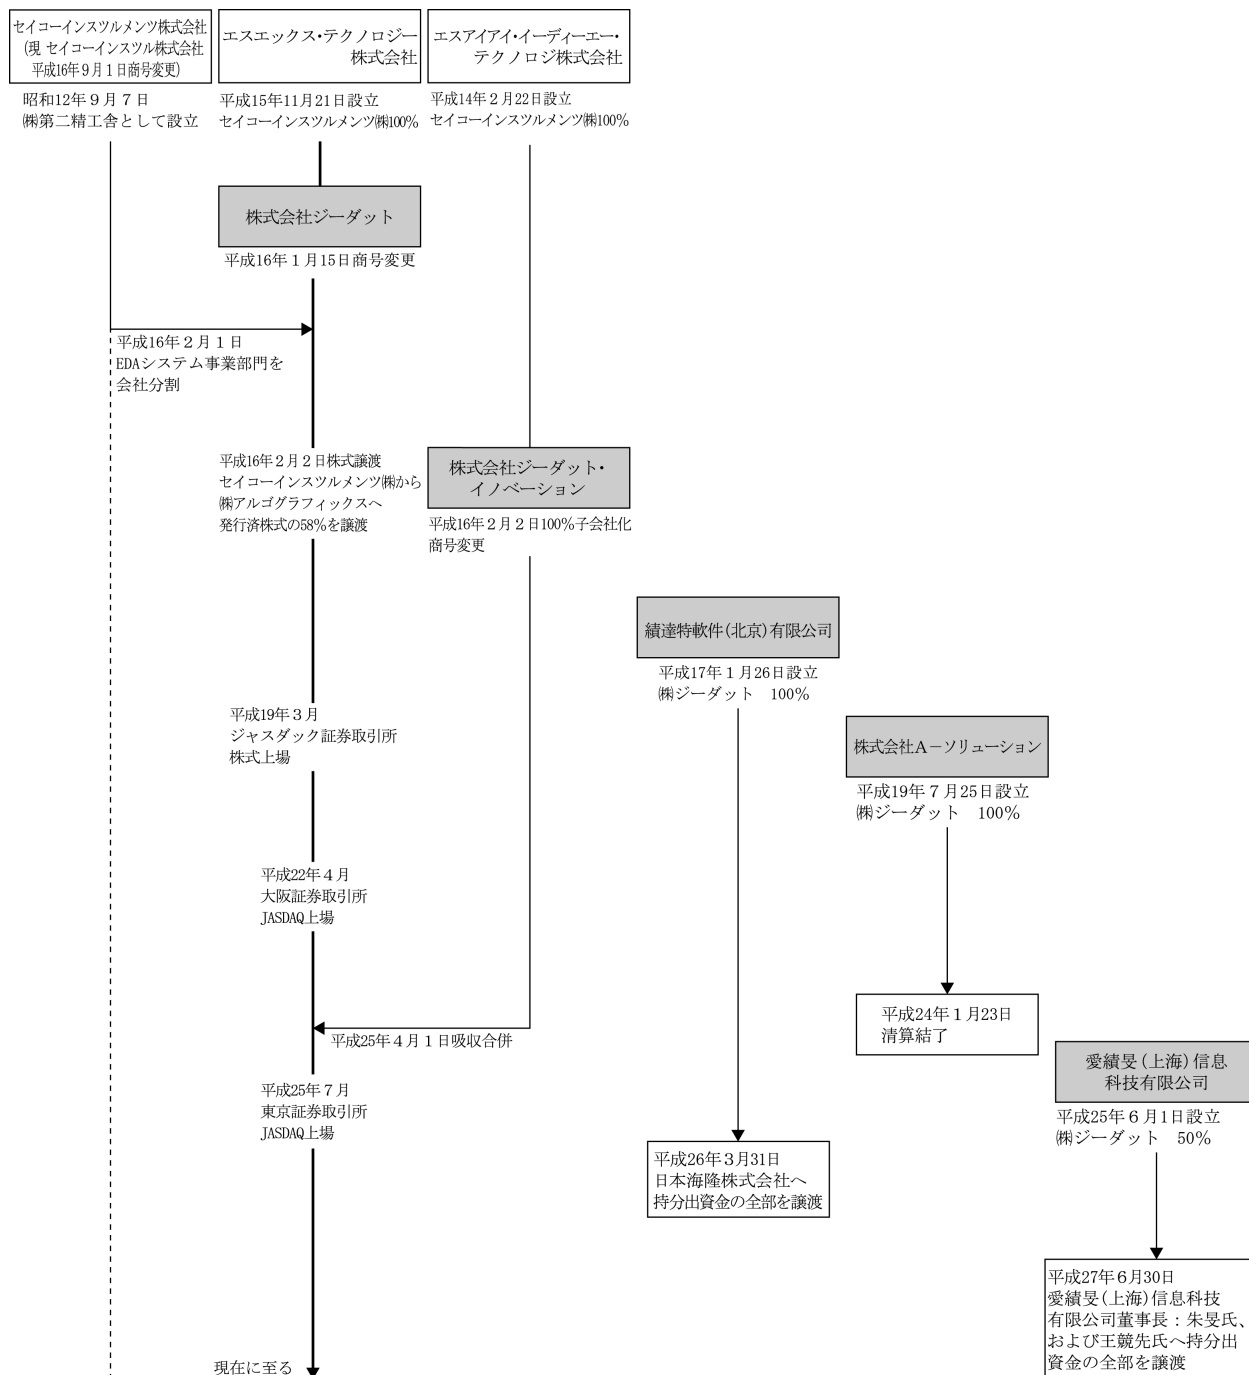 セイコーインスツルメンツ株式会社
(現 セイコーインスツル株式会社
平成16年９月１日商号変更)
昭和12年９月７日
㈱第二精工舎として設立
エスエックス・テクノロジー
株式会社
平成15年11月21日設立
セイコーインスツルメンツ㈱100%
エスアイアイ・イーディーエー・
テクノロジ株式会社
平成14年２月22日設立
セイコーインスツルメンツ㈱100%
株式会社ジーダット
平成16年１月15日商号変更
平成16年２月１日
EDAシステム事業部門を
会社分割
平成16年２月２日株式譲渡
セイコーインスツルメンツ㈱から
㈱アルゴグラフィックスへ
発行済株式の58%を譲渡
株式会社ジーダット・
イノベーション
平成16年２月２日100%子会社化
商号変更
績達特軟件(北京)有限公司
平成17年１月26日設立
㈱ジーダット　100%
平成19年３月
ジャスダック証券取引所
株式上場
株式会社Ａ－ソリューション
平成19年７月25日設立
㈱ジーダット　100%
平成22年４月
大阪証券取引所
JASDAQ上場
平成24年１月23日
清算結了
平成25年４月１日吸収合併
愛績旻(上海)信息
科技有限公司
平成25年６月1日設立
㈱ジーダット　50%
平成25年７月
東京証券取引所
JASDAQ上場
平成26年３月31日
日本海隆株式会社へ
持分出資金の全部を譲渡
平成27年６月30日
愛績旻(上海)信息科技
有限公司董事長：朱旻氏、
および王競先氏へ持分出
資金の全部を譲渡
現在に至る